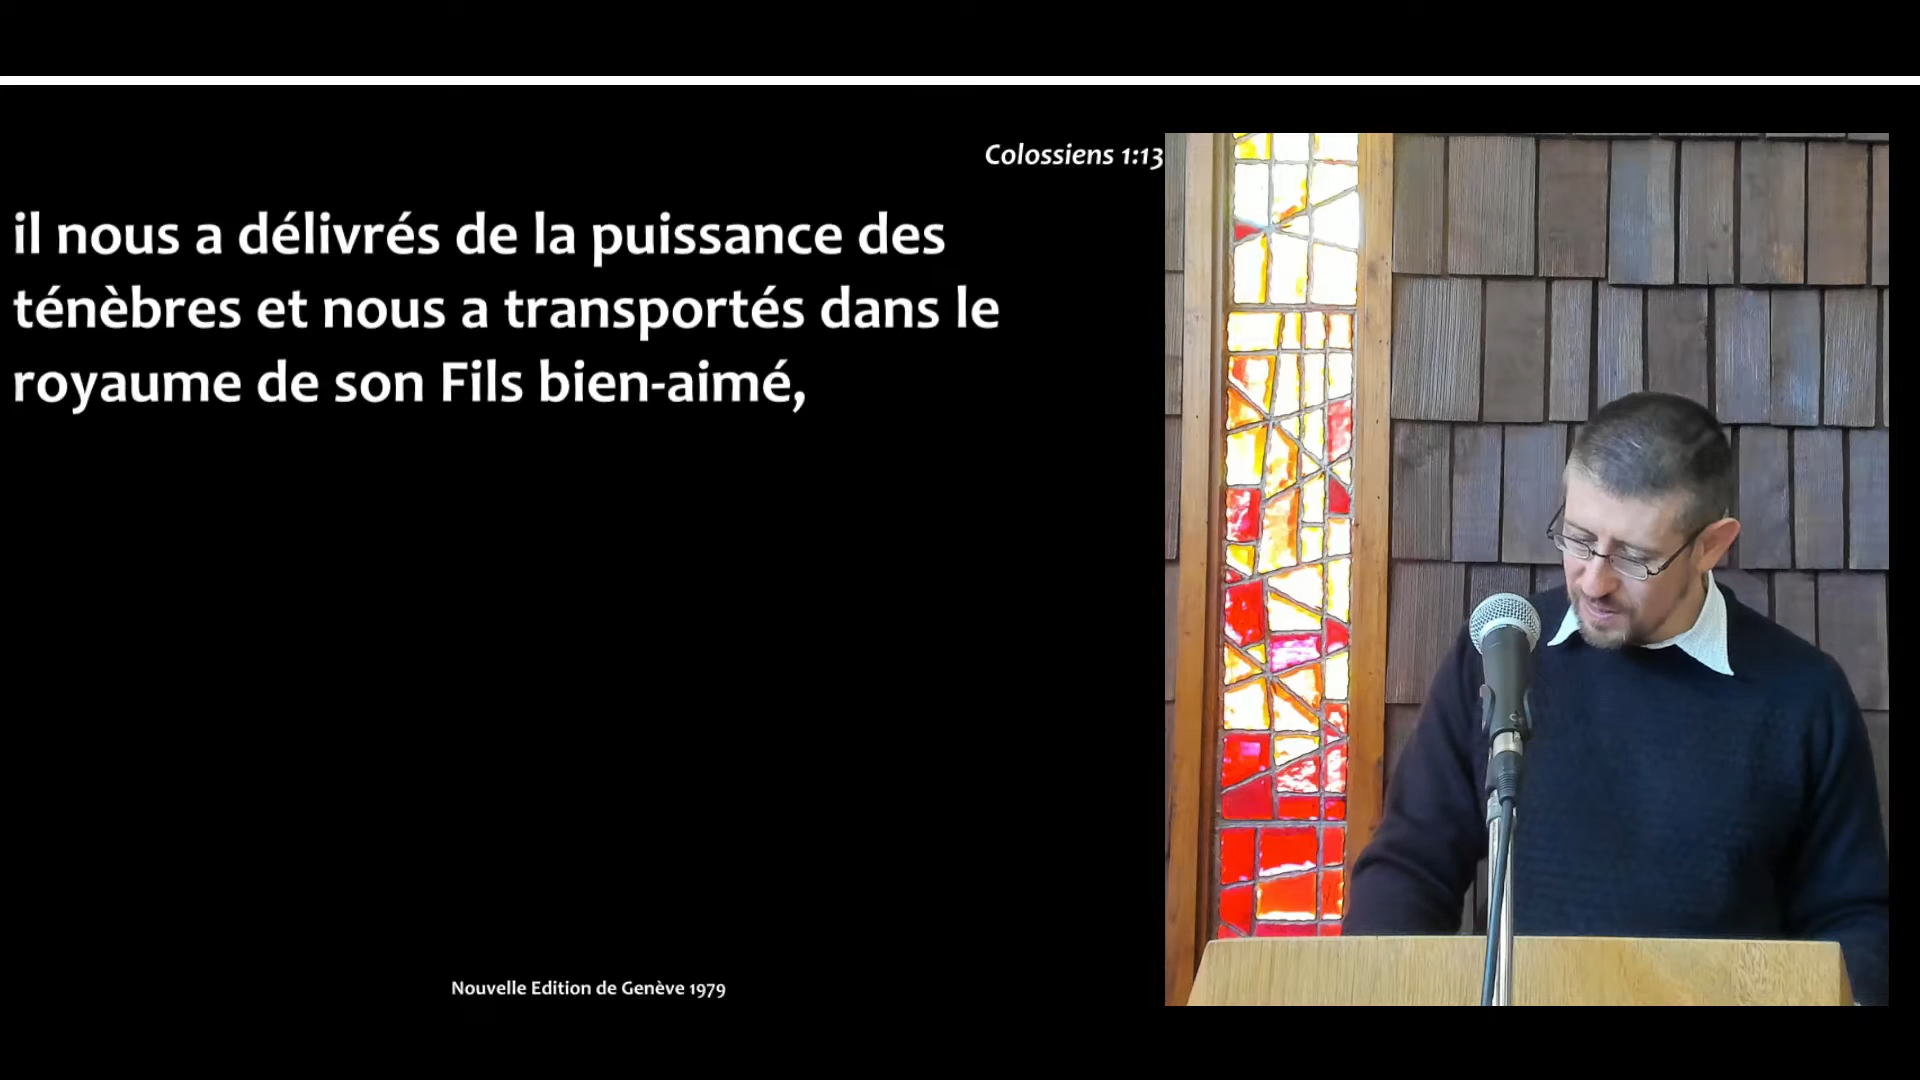 Colossiens 1:13
il nous a délivrés de la puissance des
ténèbres et nous a transportés dans le
royaume de son Fils bien-aimé,
Nouvelle Edition de Genève 1979